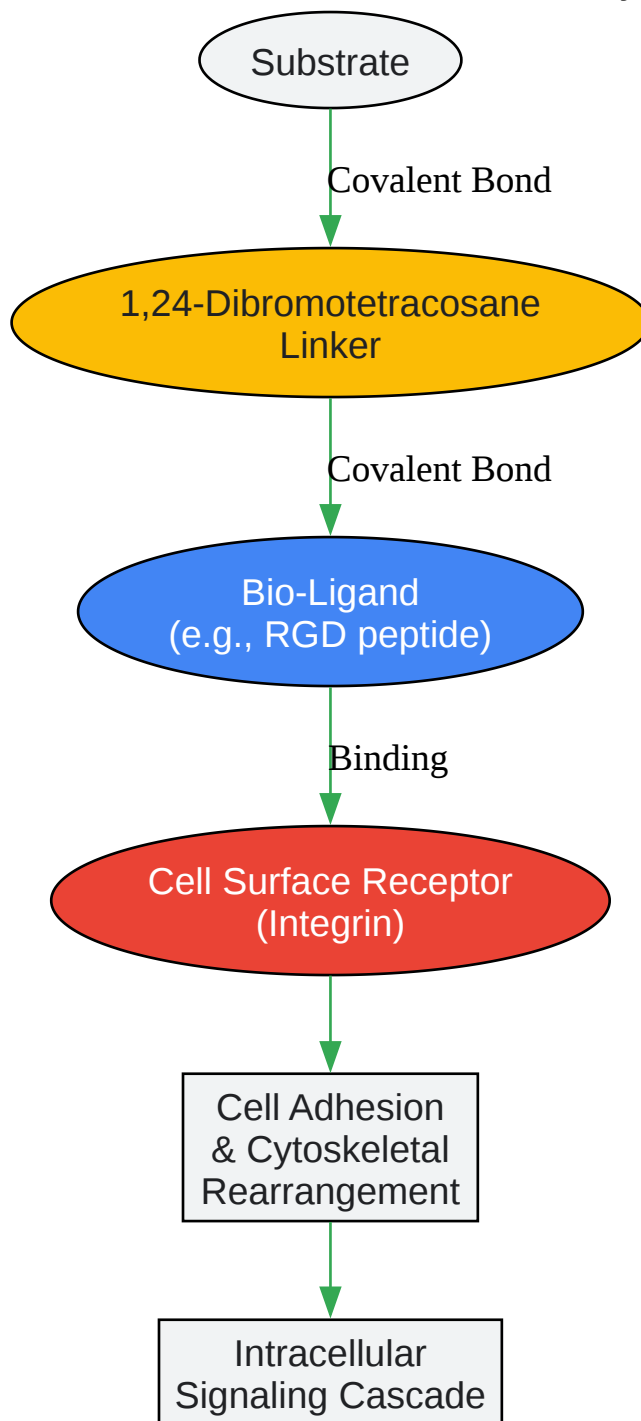 Substrate
Covalent Bond
1,24-Dibromotetracosane
Linker
Covalent Bond
Bio-Ligand
(e.g., RGD peptide)
Binding
Cell Surface Receptor
(Integrin)
Cell Adhesion
& Cytoskeletal
Rearrangement
Intracellular
Signaling Cascade